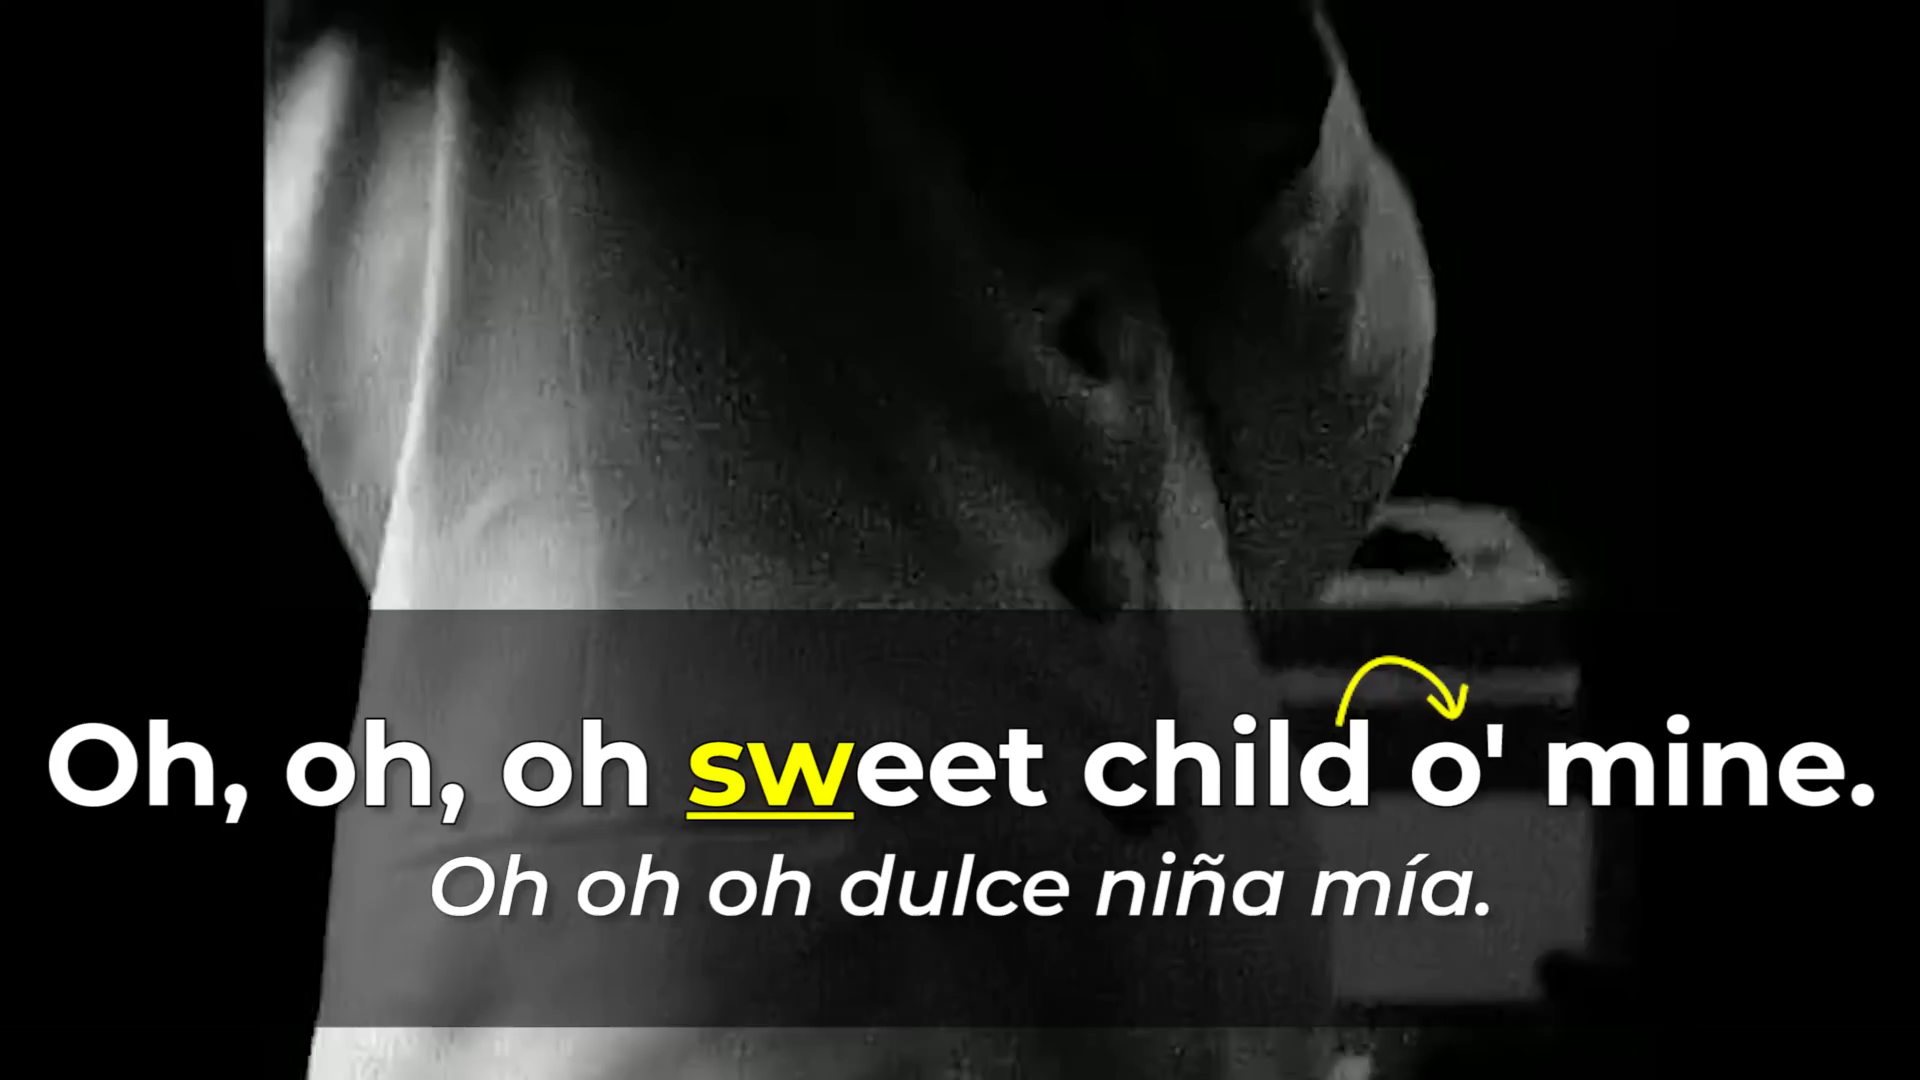 Oh, oh, oh sweet child o' mine.
Oh oh oh dulce niña mía.